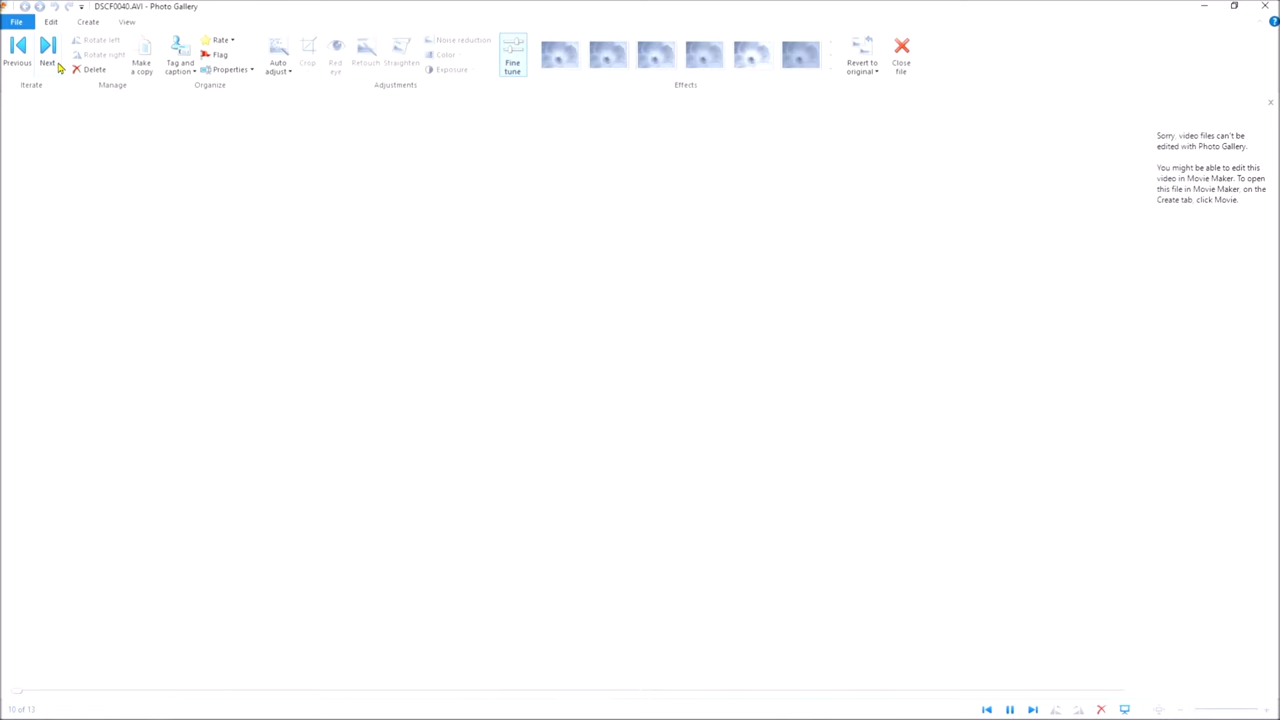 DSCF0040.AVI - Photo Gallery
File Edit Create View
Previous Next Rotate left Rotate right Delete Make a copy Tag and caption Rate Flag Properties Auto adjust Crop Red eye Retouch Straighten Noise reduction Color Exposure Fine tune Revert to original Close file
Iterate Manage Organize Adjustments Effects
Sorry, video files can't be
edited with Photo Gallery.
You might be able to edit this
video in Movie Maker. To open
this file in Movie Maker, on the
Create tab, click Movie.
10 of 13